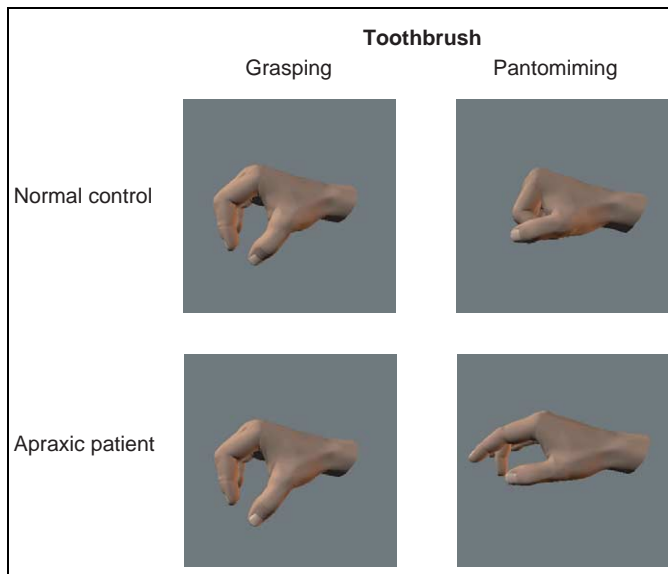 Toothbrush
Grasping Pantomiming
Normal control
Apraxic patient